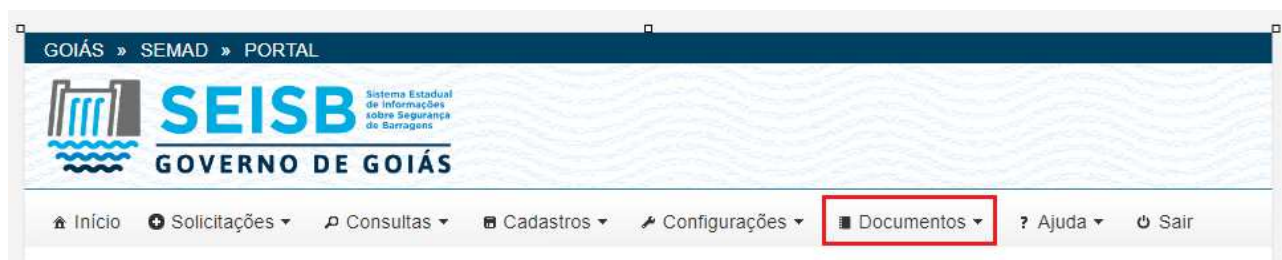 GOIÁS » SEMAD » PORTAL
SEISB
Sistema Estadual
de Informações
sobre Segurança
de Barragens
GOVERNO DE GOIÁS
Início Solicitações Consultas Cadastros Configurações Documentos ? Ajuda Sair